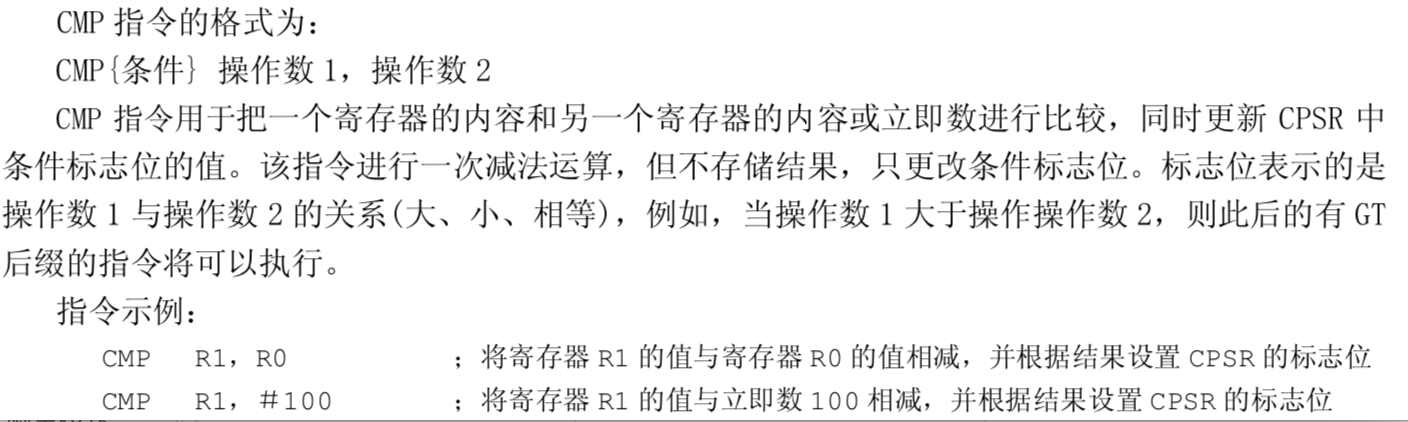 CMP 指令的格式为：
CMP{条件} 操作数 1，操作数 2
CMP 指令用于把一个寄存器的内容和另一个寄存器的内容或立即数进行比较，同时更新 CPSR 中
条件标志位的值。该指令进行一次减法运算，但不存储结果，只更改条件标志位。标志位表示的是
操作数 1 与操作数 2 的关系(大、小、相等)，例如，当操作数 1 大于操作操作数 2，则此后的有 GT
后缀的指令将可以执行。
指令示例：
CMP R1，R0 ；将寄存器 R1 的值与寄存器 R0 的值相减，并根据结果设置 CPSR 的标志位
CMP R1，＃100 ；将寄存器 R1 的值与立即数 100 相减，并根据结果设置 CPSR 的标志位